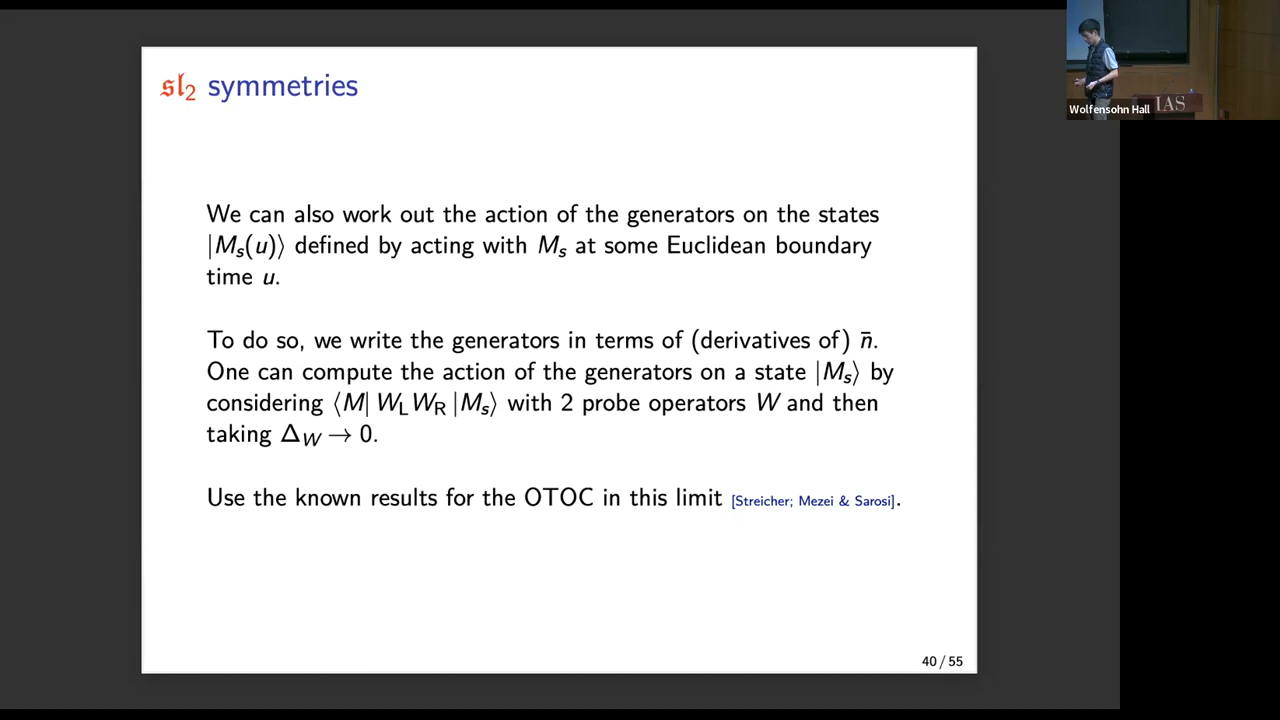 𝔰𝔩₂ symmetries
We can also work out the action of the generators on the states
|Mₛ(u)⟩ defined by acting with Mₛ at some Euclidean boundary
time u.
To do so, we write the generators in terms of (derivatives of) n̄.
One can compute the action of the generators on a state |Mₛ⟩ by
considering ⟨M| W_L W_R |Mₛ⟩ with 2 probe operators W and then
taking Δ_W → 0.
Use the known results for the OTOC in this limit [Streicher; Mezei & Sarosi].
40 / 55
Wolfensohn Hall
IAS